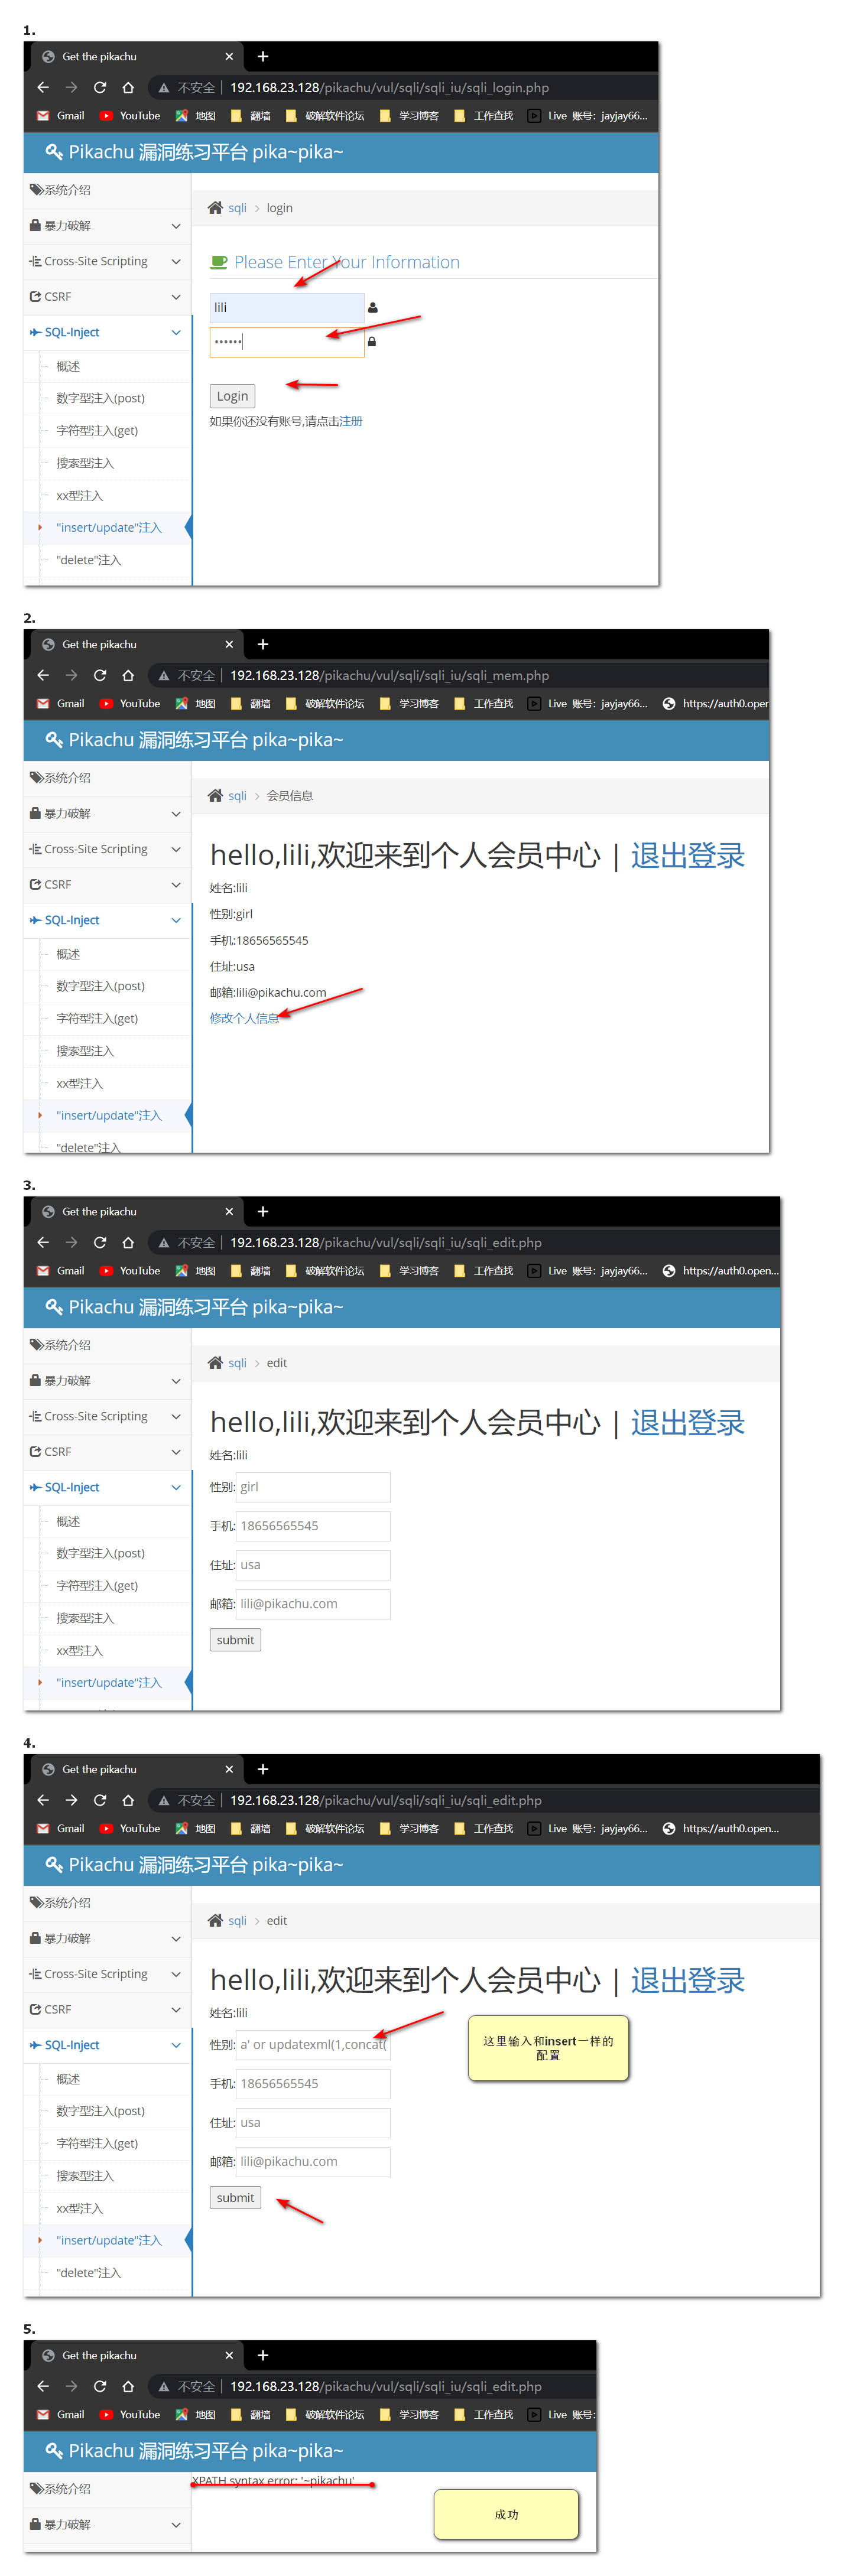 1.
Get the pikachu
不安全 | 192.168.23.128/pikachu/vul/sqli/sqli_iu/sqli_login.php
Gmail YouTube 地图 翻墙 破解软件论坛 学习博客 工作查找 Live 账号：jayjay66...
Pikachu 漏洞练习平台 pika~pika~
系统介绍
sqli > login
暴力破解
Cross-Site Scripting
Please Enter Your Information
CSRF
lili
SQL-Inject
••••••
概述
数字型注入(post)
Login
如果你还没有账号,请点击注册
字符型注入(get)
搜索型注入
xx型注入
"insert/update"注入
"delete"注入
2.
Get the pikachu
不安全 | 192.168.23.128/pikachu/vul/sqli/sqli_iu/sqli_mem.php
Gmail YouTube 地图 翻墙 破解软件论坛 学习博客 工作查找 Live 账号：jayjay66... https://auth0.oper
Pikachu 漏洞练习平台 pika~pika~
系统介绍
sqli > 会员信息
暴力破解
Cross-Site Scripting
hello,lili,欢迎来到个人会员中心 | 退出登录
CSRF
姓名:lili
SQL-Inject
性别:girl
手机:18656565545
概述
住址:usa
数字型注入(post)
邮箱:lili@pikachu.com
字符型注入(get)
修改个人信息
搜索型注入
xx型注入
"insert/update"注入
"delete"注入
3.
Get the pikachu
不安全 | 192.168.23.128/pikachu/vul/sqli/sqli_iu/sqli_edit.php
Gmail YouTube 地图 翻墙 破解软件论坛 学习博客 工作查找 Live 账号：jayjay66... https://auth0.open...
Pikachu 漏洞练习平台 pika~pika~
系统介绍
sqli > edit
暴力破解
Cross-Site Scripting
hello,lili,欢迎来到个人会员中心 | 退出登录
CSRF
姓名:lili
SQL-Inject
性别: girl
概述
手机: 18656565545
数字型注入(post)
住址: usa
字符型注入(get)
邮箱: lili@pikachu.com
搜索型注入
submit
xx型注入
"insert/update"注入
4.
Get the pikachu
不安全 | 192.168.23.128/pikachu/vul/sqli/sqli_iu/sqli_edit.php
Gmail YouTube 地图 翻墙 破解软件论坛 学习博客 工作查找 Live 账号：jayjay66... https://auth0.open...
Pikachu 漏洞练习平台 pika~pika~
系统介绍
sqli > edit
暴力破解
Cross-Site Scripting
hello,lili,欢迎来到个人会员中心 | 退出登录
CSRF
姓名:lili
SQL-Inject
性别: a' or updatexml(1,concat(
这里输入和insert一样的
配置
概述
手机: 18656565545
数字型注入(post)
住址: usa
字符型注入(get)
邮箱: lili@pikachu.com
搜索型注入
submit
xx型注入
"insert/update"注入
"delete"注入
5.
Get the pikachu
不安全 | 192.168.23.128/pikachu/vul/sqli/sqli_iu/sqli_edit.php
Gmail YouTube 地图 翻墙 破解软件论坛 学习博客 工作查找 Live 账号：
Pikachu 漏洞练习平台 pika~pika~
系统介绍
XPATH syntax error: '~pikachu'
成功
暴力破解